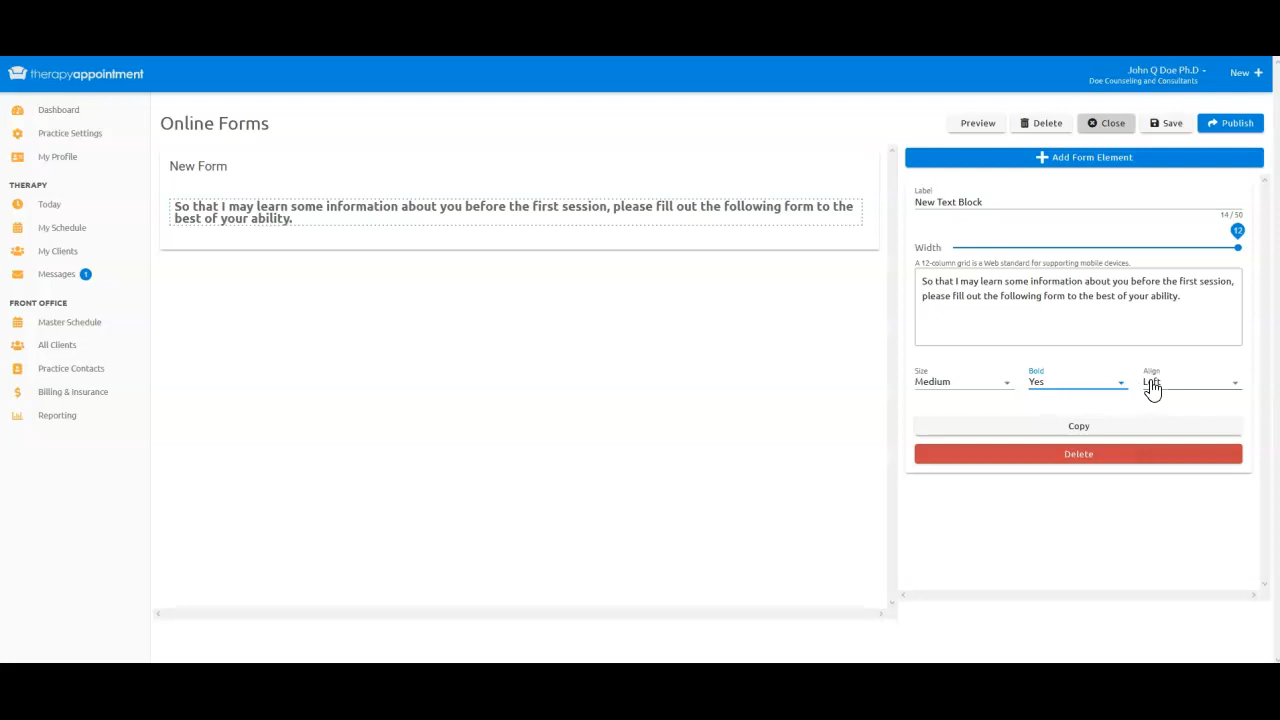 therapyappointment
John Q Doe Ph.D
Doe Counseling and Consultants
New
Dashboard
Practice Settings
My Profile
THERAPY
Today
My Schedule
My Clients
Messages 1
FRONT OFFICE
Master Schedule
All Clients
Practice Contacts
Billing & Insurance
Reporting
Online Forms
Preview
Delete
Close
Save
Publish
New Form
So that I may learn some information about you before the first session, please fill out the following form to the
best of your ability.
Add Form Element
Label
New Text Block
14 / 50
12
Width
A 12-column grid is a Web standard for supporting mobile devices.
So that I may learn some information about you before the first session,
please fill out the following form to the best of your ability.
Size
Medium
Bold
Yes
Align
Left
Copy
Delete